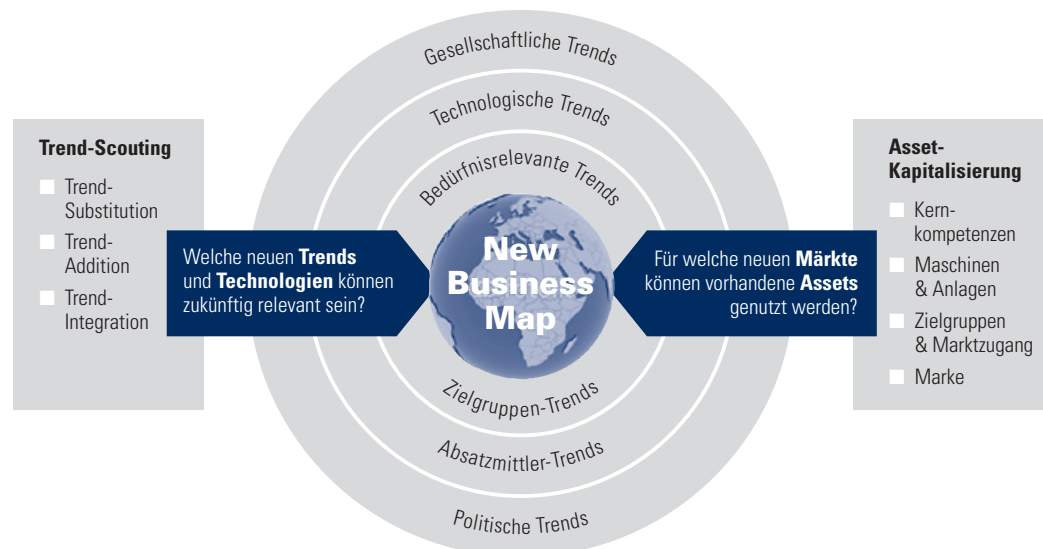 Gesellschaftliche Trends
Technologische Trends
Bedürfnisrelevante Trends
Trend-Scouting
Trend-
Substitution
Trend-
Addition
Trend-
Integration
Welche neuen Trends
und Technologien können
zukünftig relevant sein?
New
Business
Map
Für welche neuen Märkte
können vorhandene Assets
genutzt werden?
Asset-
Kapitalisierung
Kern-
kompetenzen
Maschinen
& Anlagen
Zielgruppen
& Marktzugang
Marke
Zielgruppen-Trends
Absatzmittler-Trends
Politische Trends